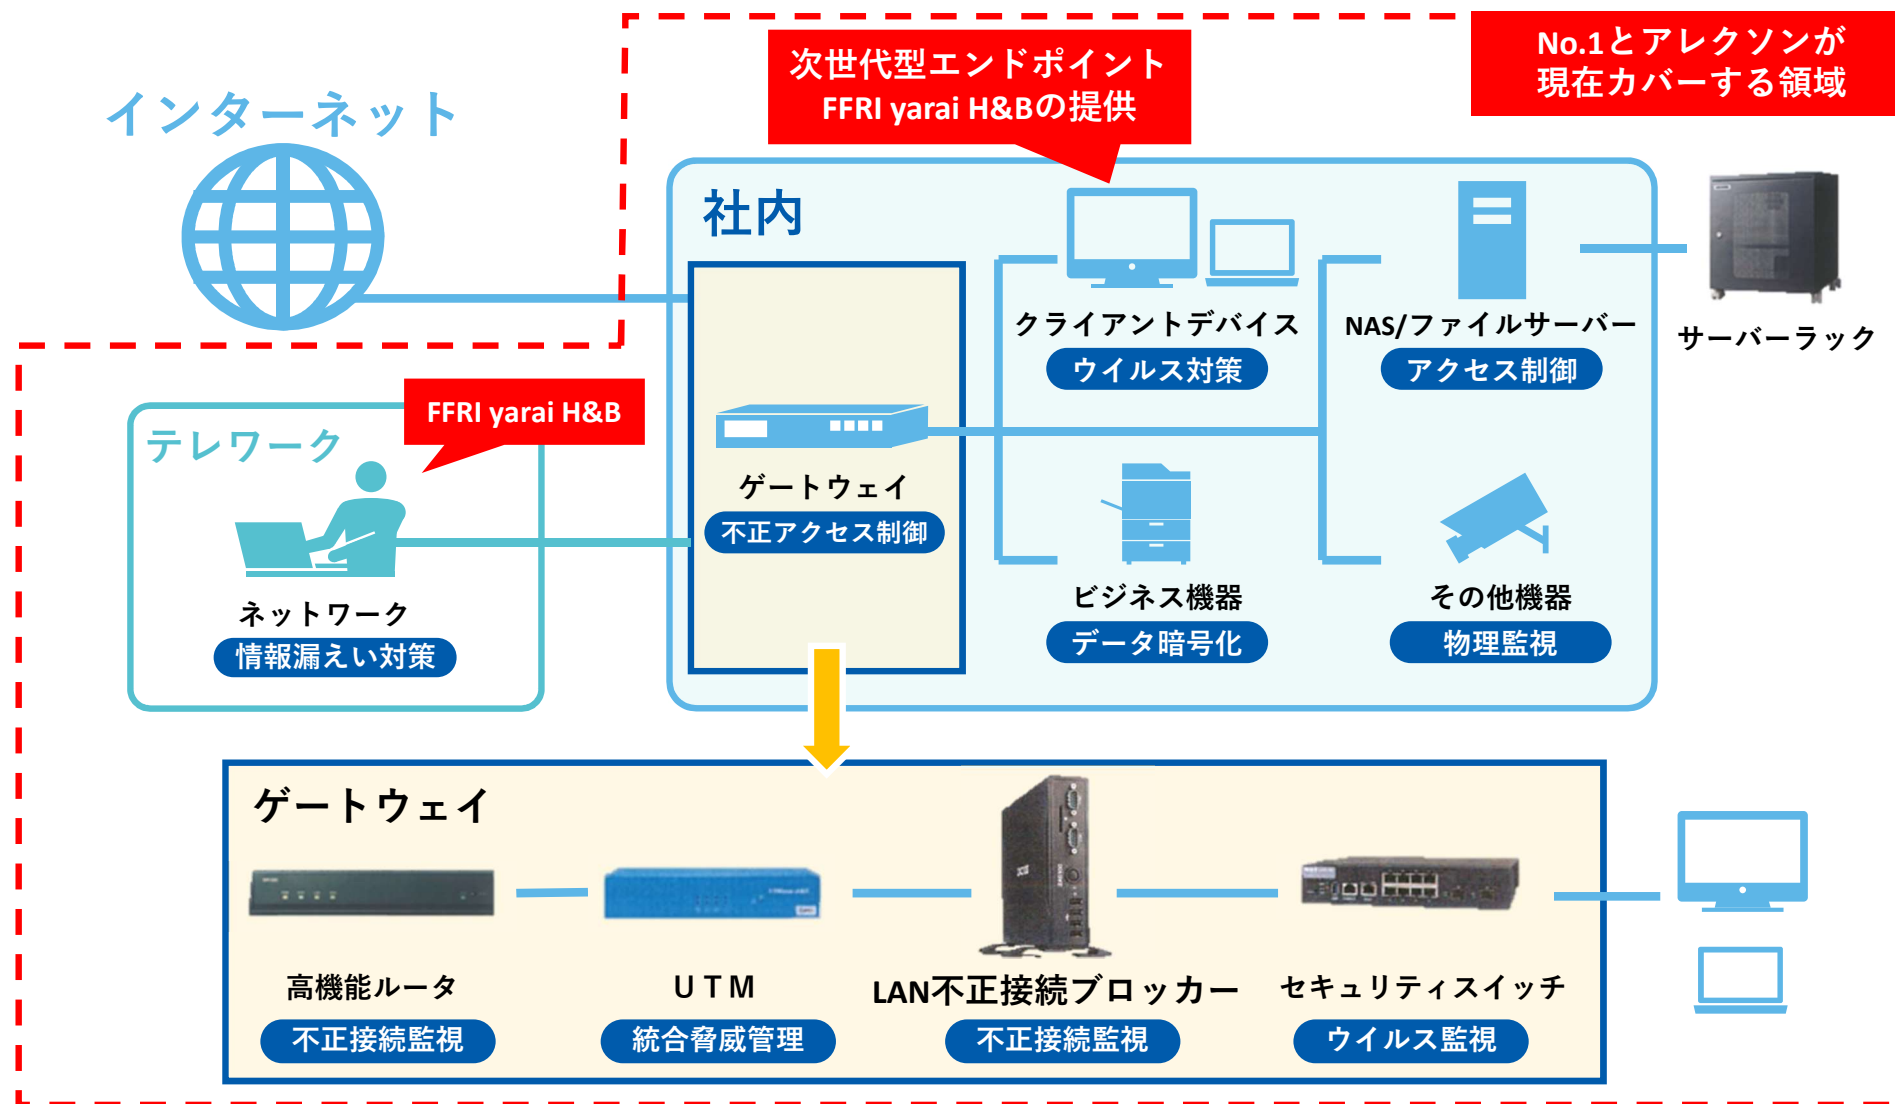 No.1とアレクソンが
現在カバーする領域
次世代型エンドポイント
FFRI yarai H&Bの提供
インターネット
社内
クライアントデバイス
ウイルス対策
NAS/ファイルサーバー
アクセス制御
サーバーラック
FFRI yarai H&B
テレワーク
ゲートウェイ
不正アクセス制御
ネットワーク
情報漏えい対策
ビジネス機器
データ暗号化
その他機器
物理監視
ゲートウェイ
高機能ルータ
不正接続監視
UTM
統合脅威管理
LAN不正接続ブロッカー
不正接続監視
セキュリティスイッチ
ウイルス監視